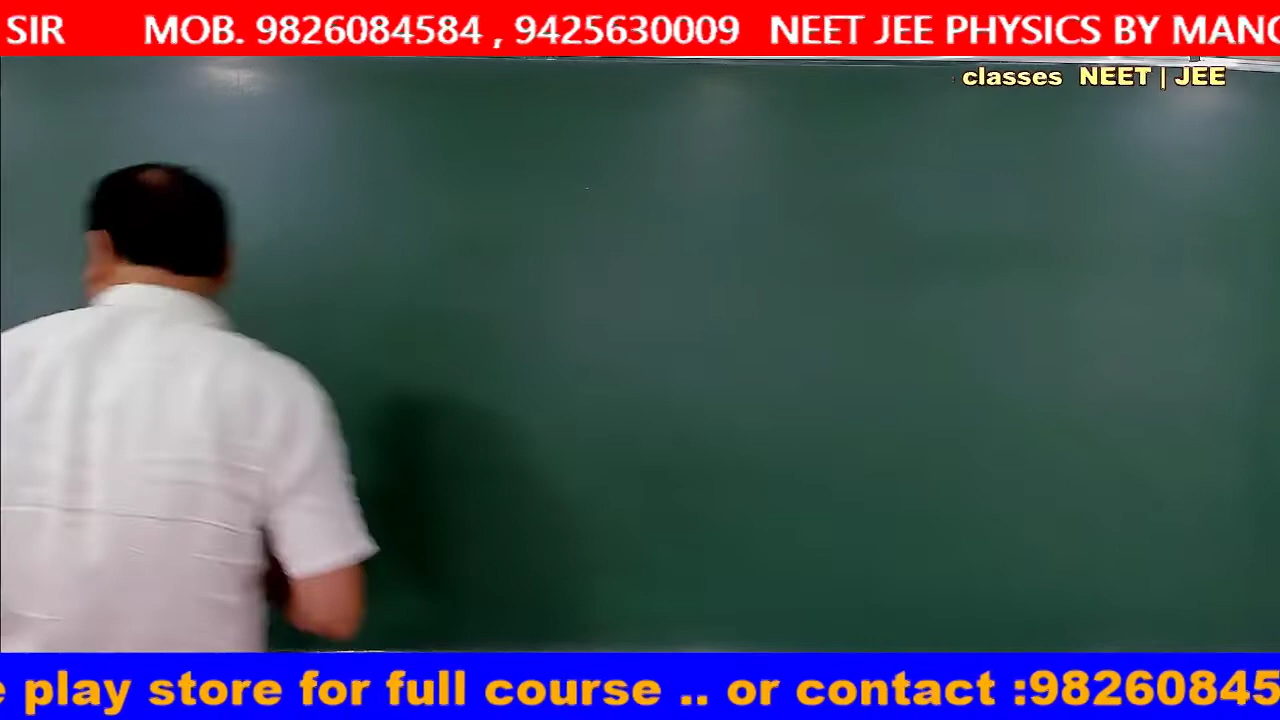 SIR MOB. 9826084584 , 9425630009 NEET JEE PHYSICS BY
classes NEET | JEE
play store for full course .. or contact :98260845